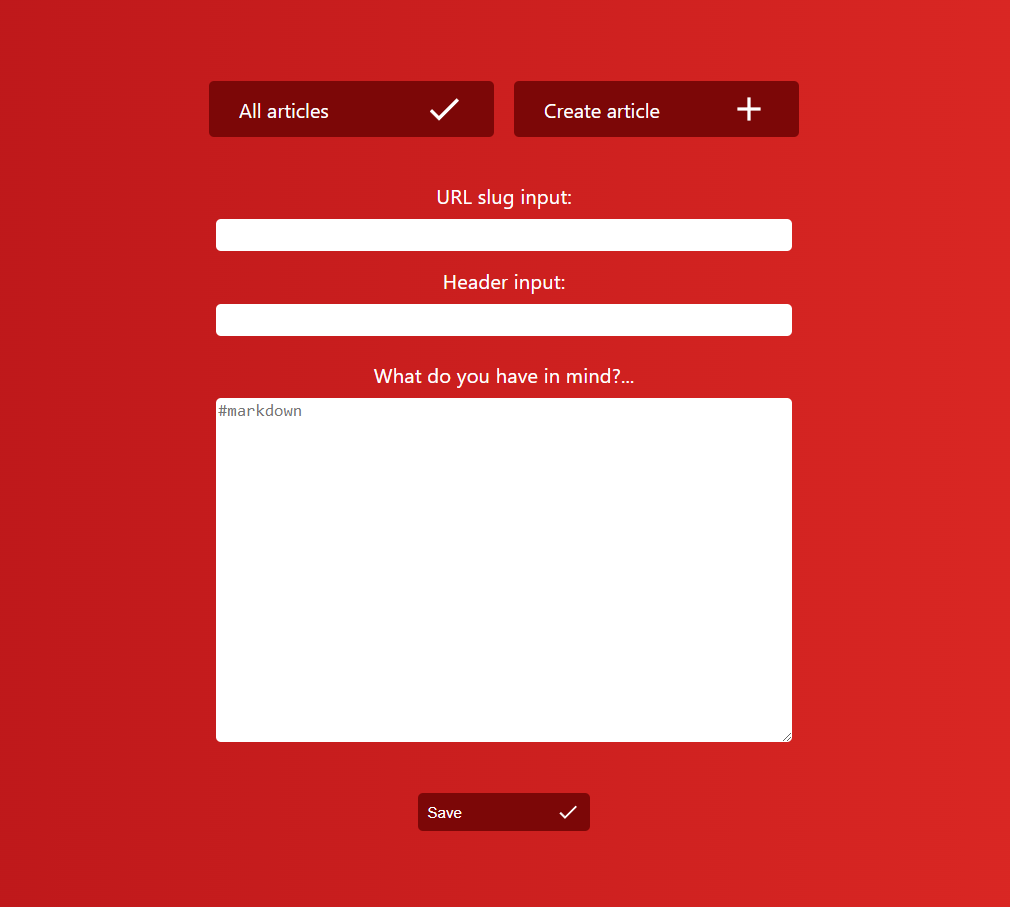 All articles
Create article
URL slug input:
Header input:
What do you have in mind?...
#markdown
Save